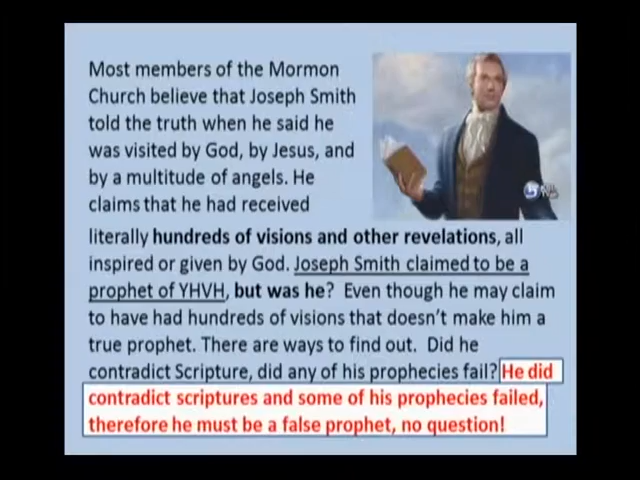 Most members of the Mormon
Church believe that Joseph Smith
told the truth when he said he
was visited by God, by Jesus, and
by a multitude of angels. He
claims that he had received
literally hundreds of visions and other revelations, all
inspired or given by God. Joseph Smith claimed to be a
prophet of YHVH, but was he? Even though he may claim
to have had hundreds of visions that doesn't make him a
true prophet. There are ways to find out. Did he
contradict Scripture, did any of his prophecies fail? He did
contradict scriptures and some of his prophecies failed,
therefore he must be a false prophet, no question!